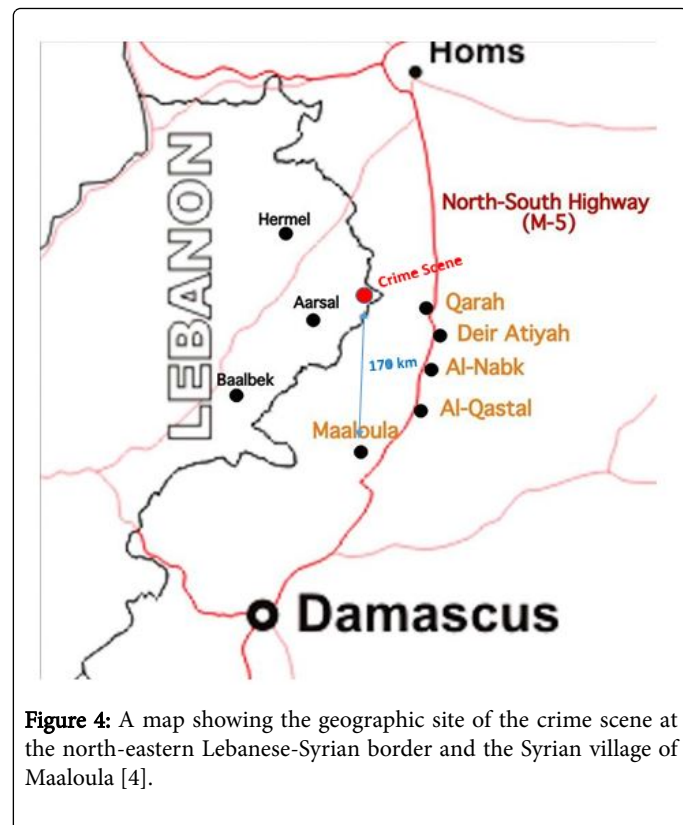 Homs
LEBANON
North-South Highway
(M-5)
Hermel
Crime Scene
Qarah
Aarsal
Deir Atiyah
170 km
Al-Nabk
Baalbek
Al-Qastal
Maaloula
Damascus
Figure 4: A map showing the geographic site of the crime scene at
the north-eastern Lebanese-Syrian border and the Syrian village of
Maaloula [4].